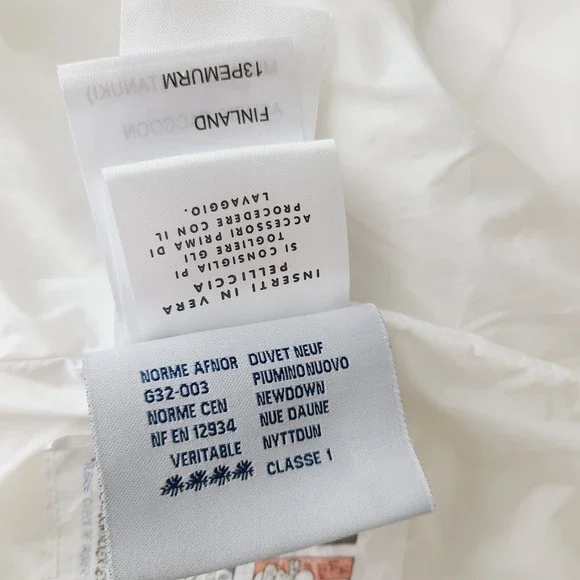 FINLAND
13PEMURM
TANUKI)
INSERTI IN VERA
PELLICCIA
SI CONSIGLIA PI
TOGLIERE GLI
ACCESSORI PRIMA DI
PROCEDERE CON IL
LAVAGGIO.
NORME AFNOR DUVET NEUF
G32-003 PIUMINO NUOVO
NORME CEN NEWDOWN
NF EN 12934 NUE DAUNE
VERITABLE NYTTDUN
CLASSE 1